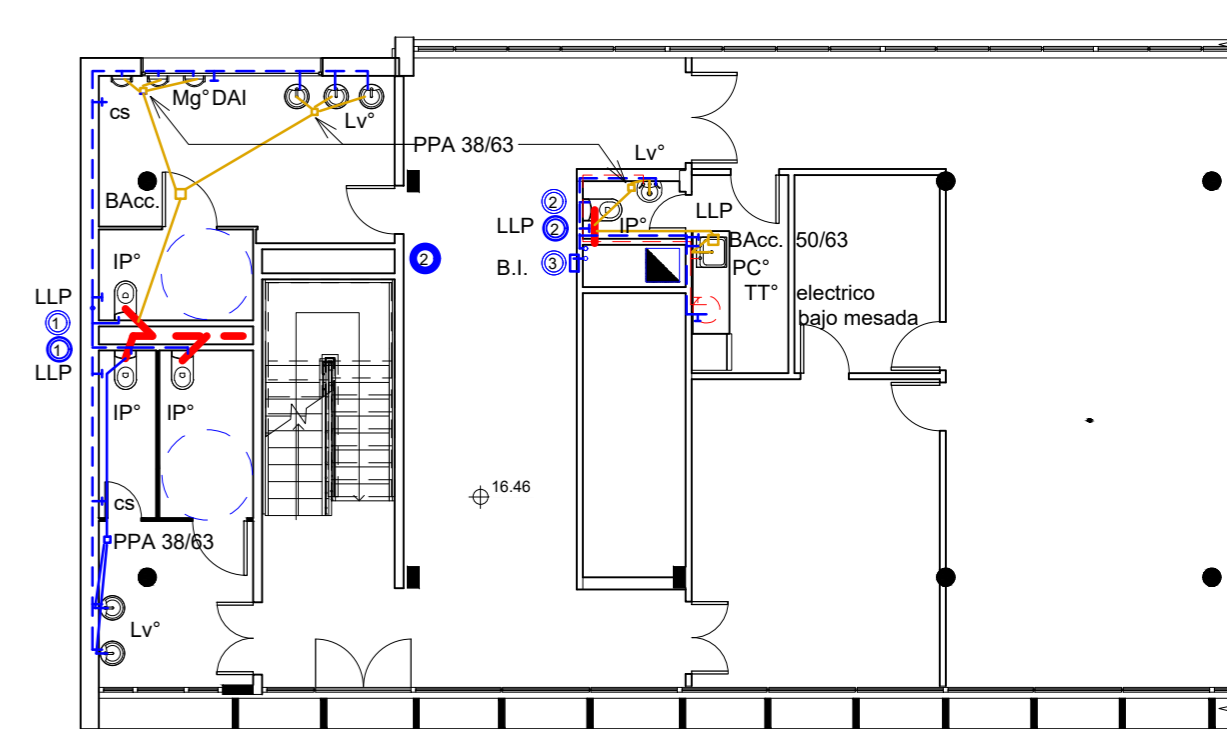 Mg° DAI
cs
Lv°
PPA 38/63
Lv°
BAcc.
2
LLP
2
IP°
LLP
BAcc. 50/63
B.I.
3
2
PC°
TT°
electrico
bajo mesada
IP°
LLP
1
1
LLP
IP°
IP°
16.46
cs
PPA 38/63
Lv°